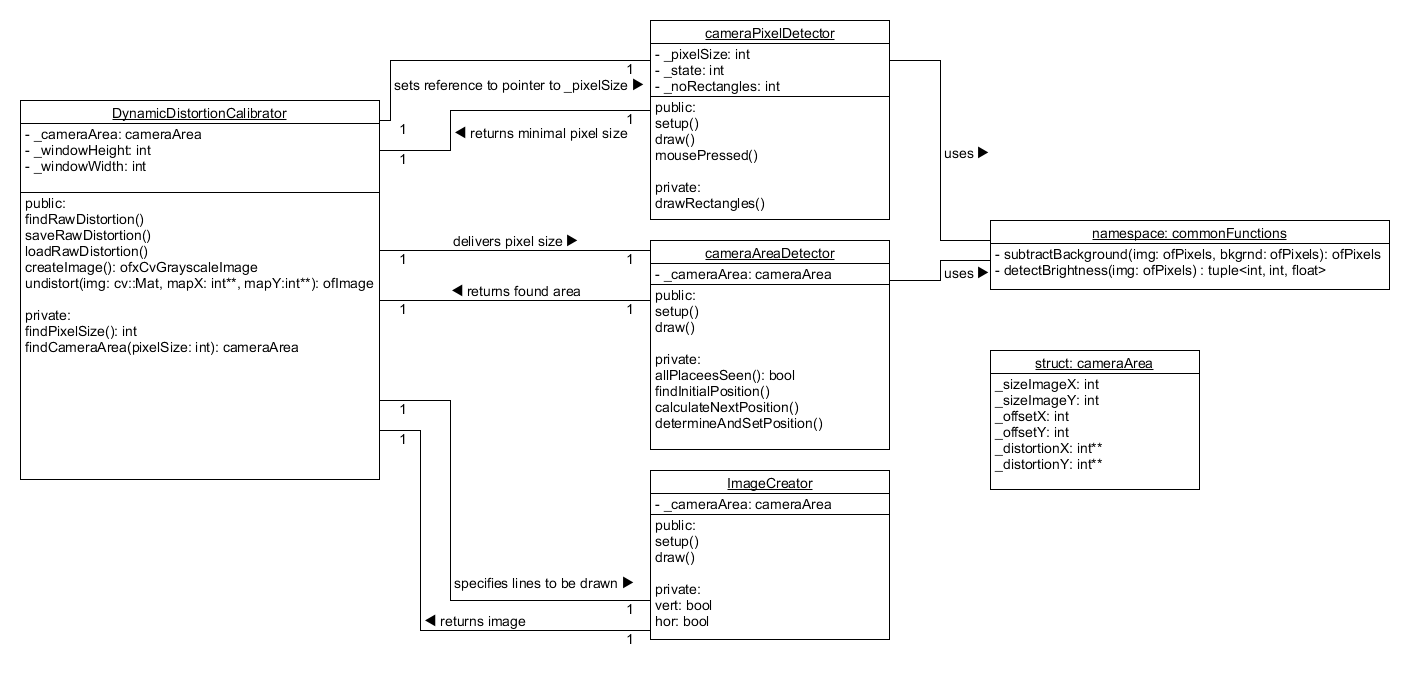 cameraPixelDetector
- _pixelSize: int
- _state: int
- _noRectangles: int
public:
setup()
draw()
mousePressed()
private:
drawRectangles()
1
sets reference to pointer to _pixelSize ▶
1
1
◀ returns minimal pixel size
1
DynamicDistortionCalibrator
- _cameraArea: cameraArea
- _windowHeight: int
- _windowWidth: int
public:
findRawDistortion()
saveRawDistortion()
loadRawDistortion()
createImage(): ofxCvGrayscaleImage
undistort(img: cv::Mat, mapX: int**, mapY:int**): ofImage
private:
findPixelSize(): int
findCameraArea(pixelSize: int): cameraArea
uses ▶
delivers pixel size ▶
1
1
◀ returns found area
1
1
cameraAreaDetector
- _cameraArea: cameraArea
public:
setup()
draw()
private:
allPlaceesSeen(): bool
findInitialPosition()
calculateNextPosition()
determineAndSetPosition()
uses ▶
namespace: commonFunctions
- subtractBackground(img: ofPixels, bkgrnd: ofPixels): ofPixels
- detectBrightness(img: ofPixels) : tuple<int, int, float>
struct: cameraArea
_sizeImageX: int
_sizeImageY: int
_offsetX: int
_offsetY: int
_distortionX: int**
_distortionY: int**
1
1
ImageCreator
- _cameraArea: cameraArea
public:
setup()
draw()
private:
vert: bool
hor: bool
specifies lines to be drawn ▶
1
◀ returns image
1